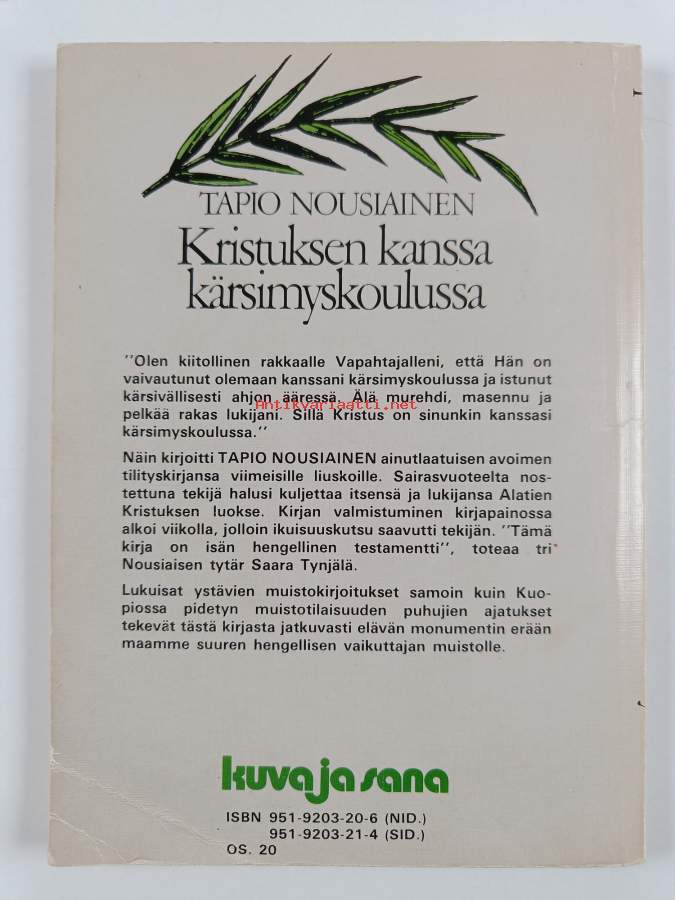 TAPIO NOUSIAINEN
Kristuksen kanssa
kärsimyskoulussa
''Olen kiitollinen rakkaalle Vapahtajalleni, että Hän on
vaivautunut olemaan kanssani kärsimyskoulussa ja istunut
kärsivällisesti ahjon ääressä. Älä murehdi, masennu ja
Antikvariaatti.net
pelkää rakas lukijani. Sillä Kristus on sinunkin kanssasi
kärsimyskoulussa.''
Näin kirjoitti TAPIO NOUSIAINEN ainutlaatuisen avoimen
tilityskirjansa viimeisille liuskoille. Sairasvuoteelta nos-
tettuna tekijä halusi kuljettaa itsensä ja lukijansa Alatien
Kristuksen luokse. Kirjan valmistuminen kirjapainossa
alkoi viikolla, jolloin ikuisuuskutsu saavutti tekijän. ''Tämä
kirja on isän hengellinen testamentti'', toteaa tri
Nousiaisen tytär Saara Tynjälä.
Lukuisat ystävien muistokirjoitukset samoin kuin Kuo-
piossa pidetyn muistotilaisuuden puhujien ajatukset
tekevät tästä kirjasta jatkuvasti elävän monumentin erään
maamme suuren hengellisen vaikuttajan muistolle.
kuva ja sana
ISBN 951-9203-20-6 (NID.)
951-9203-21-4 (SID.)
OS. 20